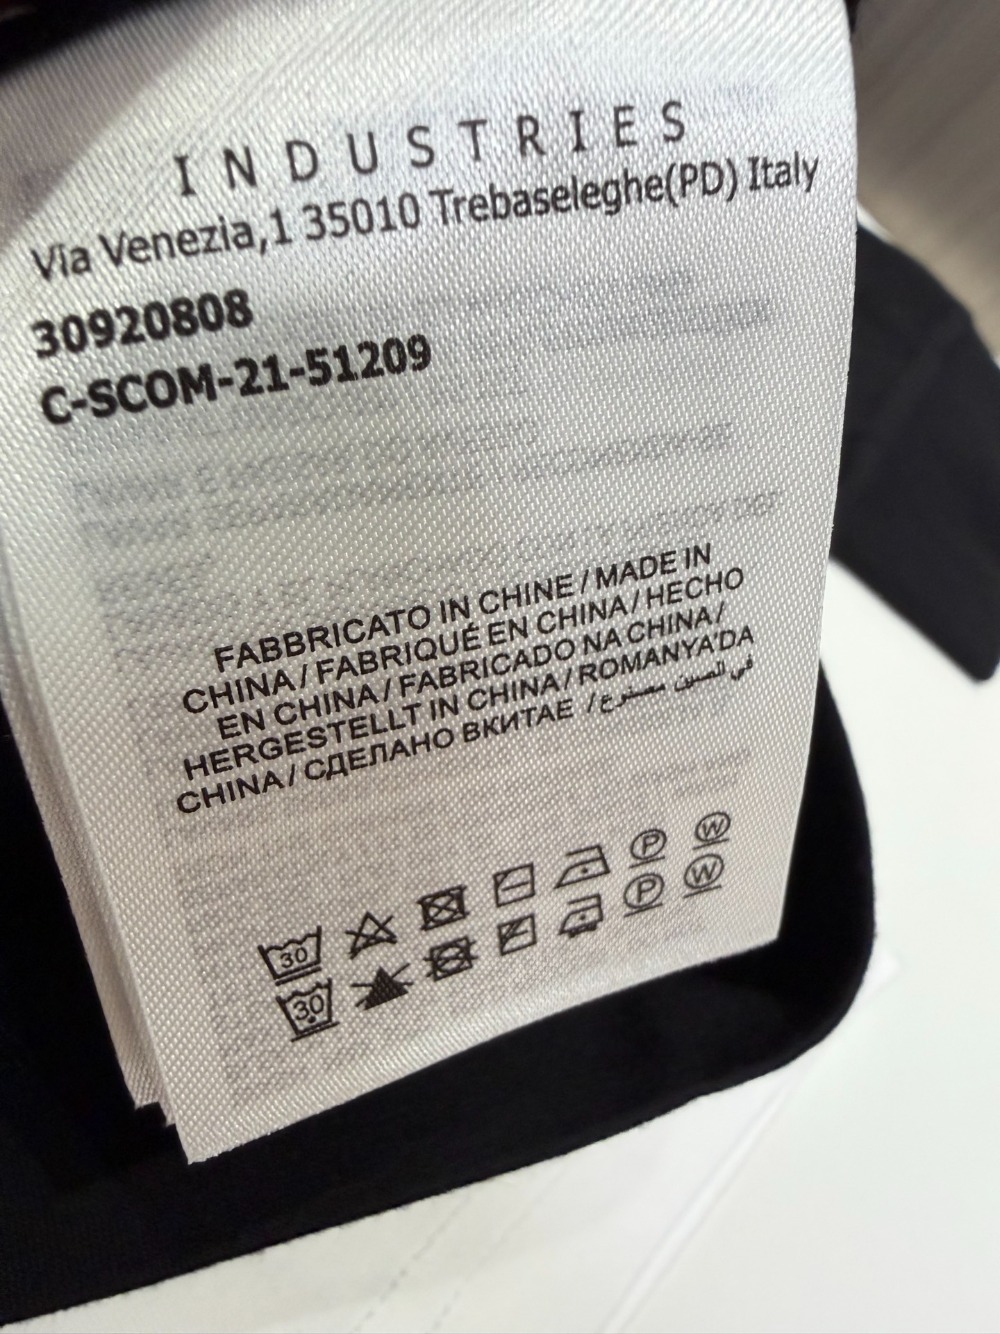 INDUSTRIES
Via Venezia,1 35010 Trebaseleghe(PD) Italy
30920808
C-SCOM-21-51209
FABBRICATO IN CHINE / MADE IN
CHINA / FABRIQUÉ EN CHINA / HECHO
EN CHINA / FABRICADO NA CHINA /
HERGESTELLT IN CHINA / ROMANYA'DA
CHINA / СДЕЛАНО ВКИТАЕ / في الصين مصنوع
30 P W
30 P W